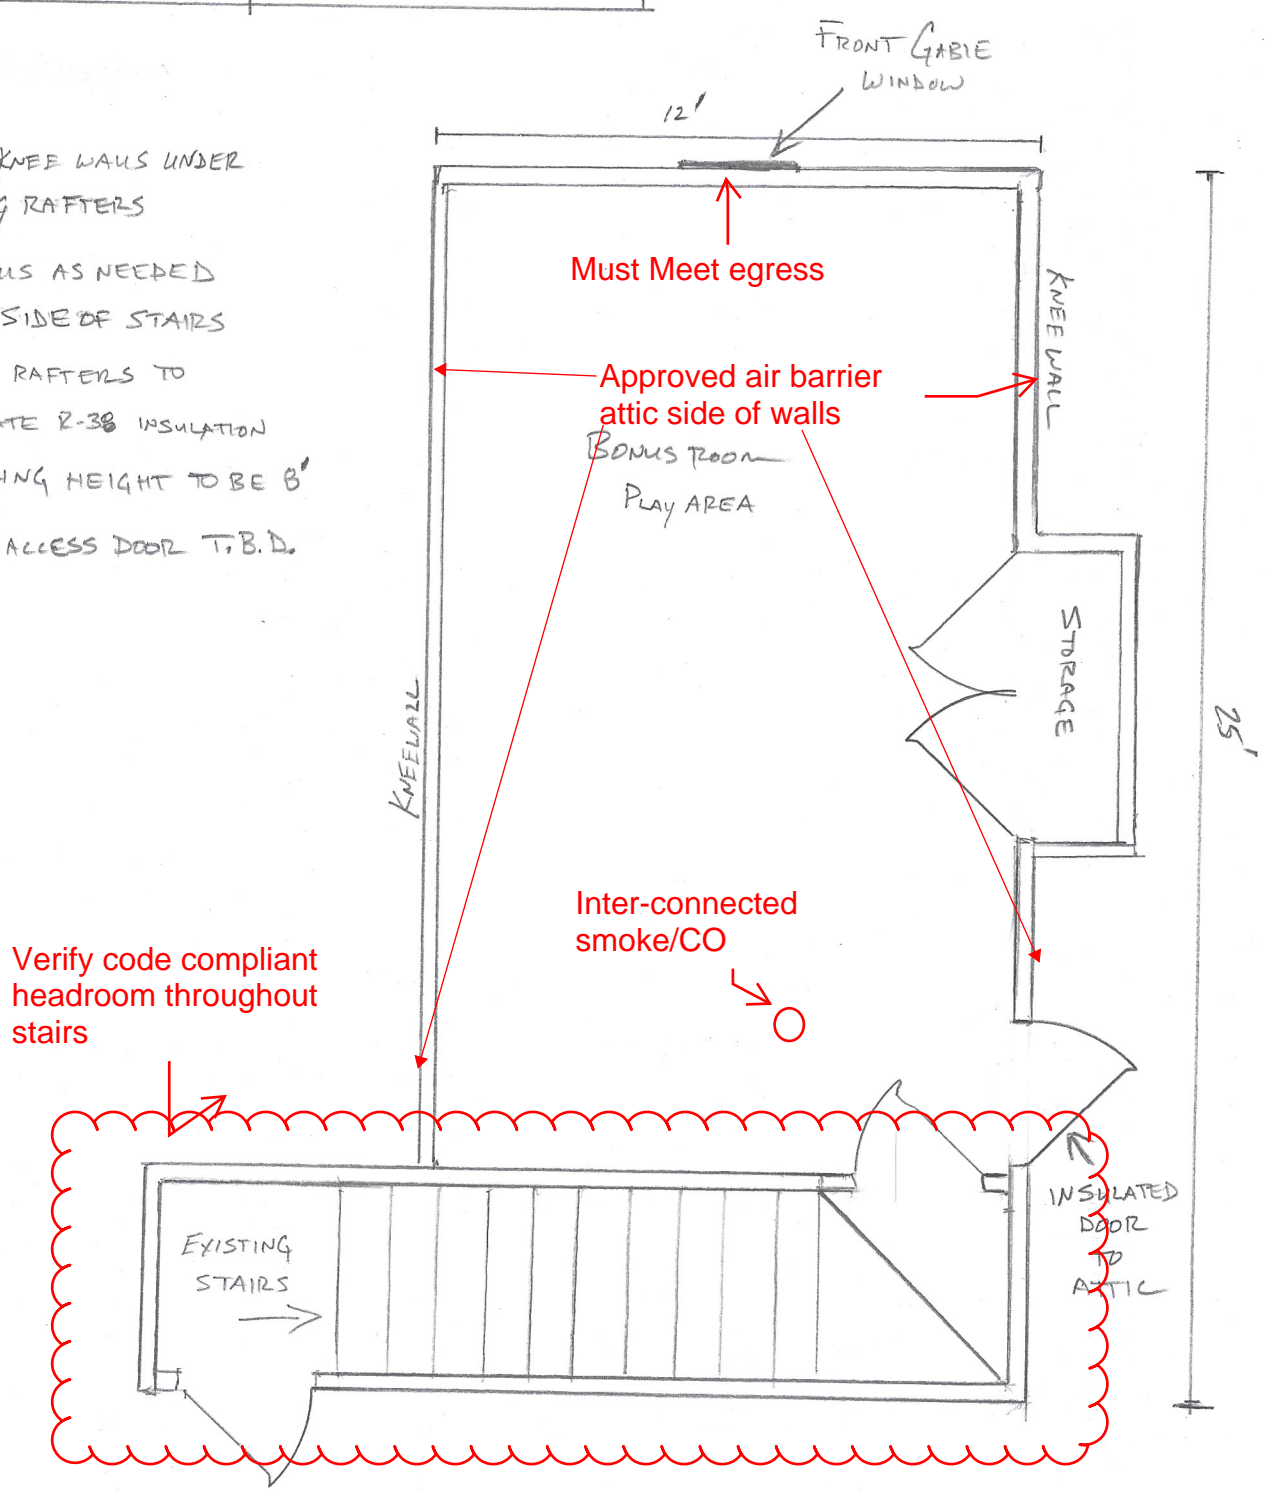 FRONT GABLE
WINDOW
12'
KNEE WALLS UNDER
RAFTERS
AS NEEDED
SIDE OF STAIRS
RAFTERS TO
R-38 INSULATION
HEIGHT TO BE 8'
ACCESS DOOR T.B.D.
Must Meet egress
KNEE WALL
Approved air barrier
attic side of walls
BONUS ROOM
PLAY AREA
STORAGE
25'
KNEEWALL
Inter-connected
smoke/CO
Verify code compliant
headroom throughout
stairs
EXISTING
STAIRS
INSULATED
DOOR
TO
ATTIC